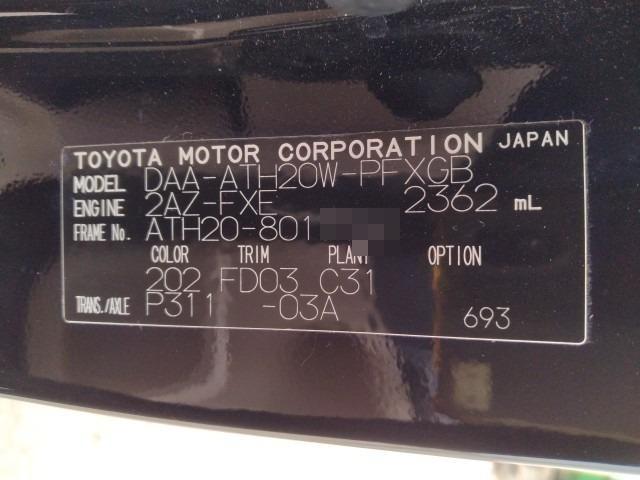 TOYOTA MOTOR CORPORATION JAPAN
MODEL DAA-ATH20W-PFXGB
ENGINE 2AZ-FXE 2362 mL
FRAME No. ATH20-801
COLOR TRIM PLANT OPTION
202 FD03 C31
TRANS./AXLE P311 -03A 693